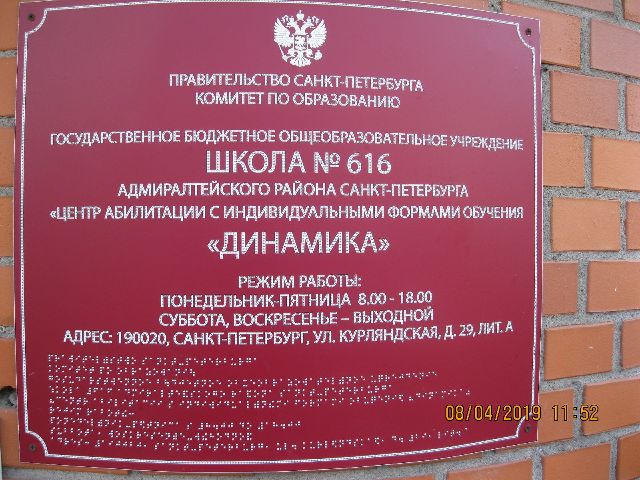 ПРАВИТЕЛЬСТВО САНКТ-ПЕТЕРБУРГА
КОМИТЕТ ПО ОБРАЗОВАНИЮ
ГОСУДАРСТВЕННОЕ БЮДЖЕТНОЕ ОБЩЕОБРАЗОВАТЕЛЬНОЕ УЧРЕЖДЕНИЕ
ШКОЛА № 616
АДМИРАЛТЕЙСКОГО РАЙОНА САНКТ-ПЕТЕРБУРГА
«ЦЕНТР АБИЛИТАЦИИ С ИНДИВИДУАЛЬНЫМИ ФОРМАМИ ОБУЧЕНИЯ
«ДИНАМИКА»
РЕЖИМ РАБОТЫ:
ПОНЕДЕЛЬНИК-ПЯТНИЦА 8.00 - 18.00
СУББОТА, ВОСКРЕСЕНЬЕ – ВЫХОДНОЙ
АДРЕС: 190020, САНКТ-ПЕТЕРБУРГ, УЛ. КУРЛЯНДСКАЯ, Д. 29, ЛИТ. А
08/04/2019 11:52